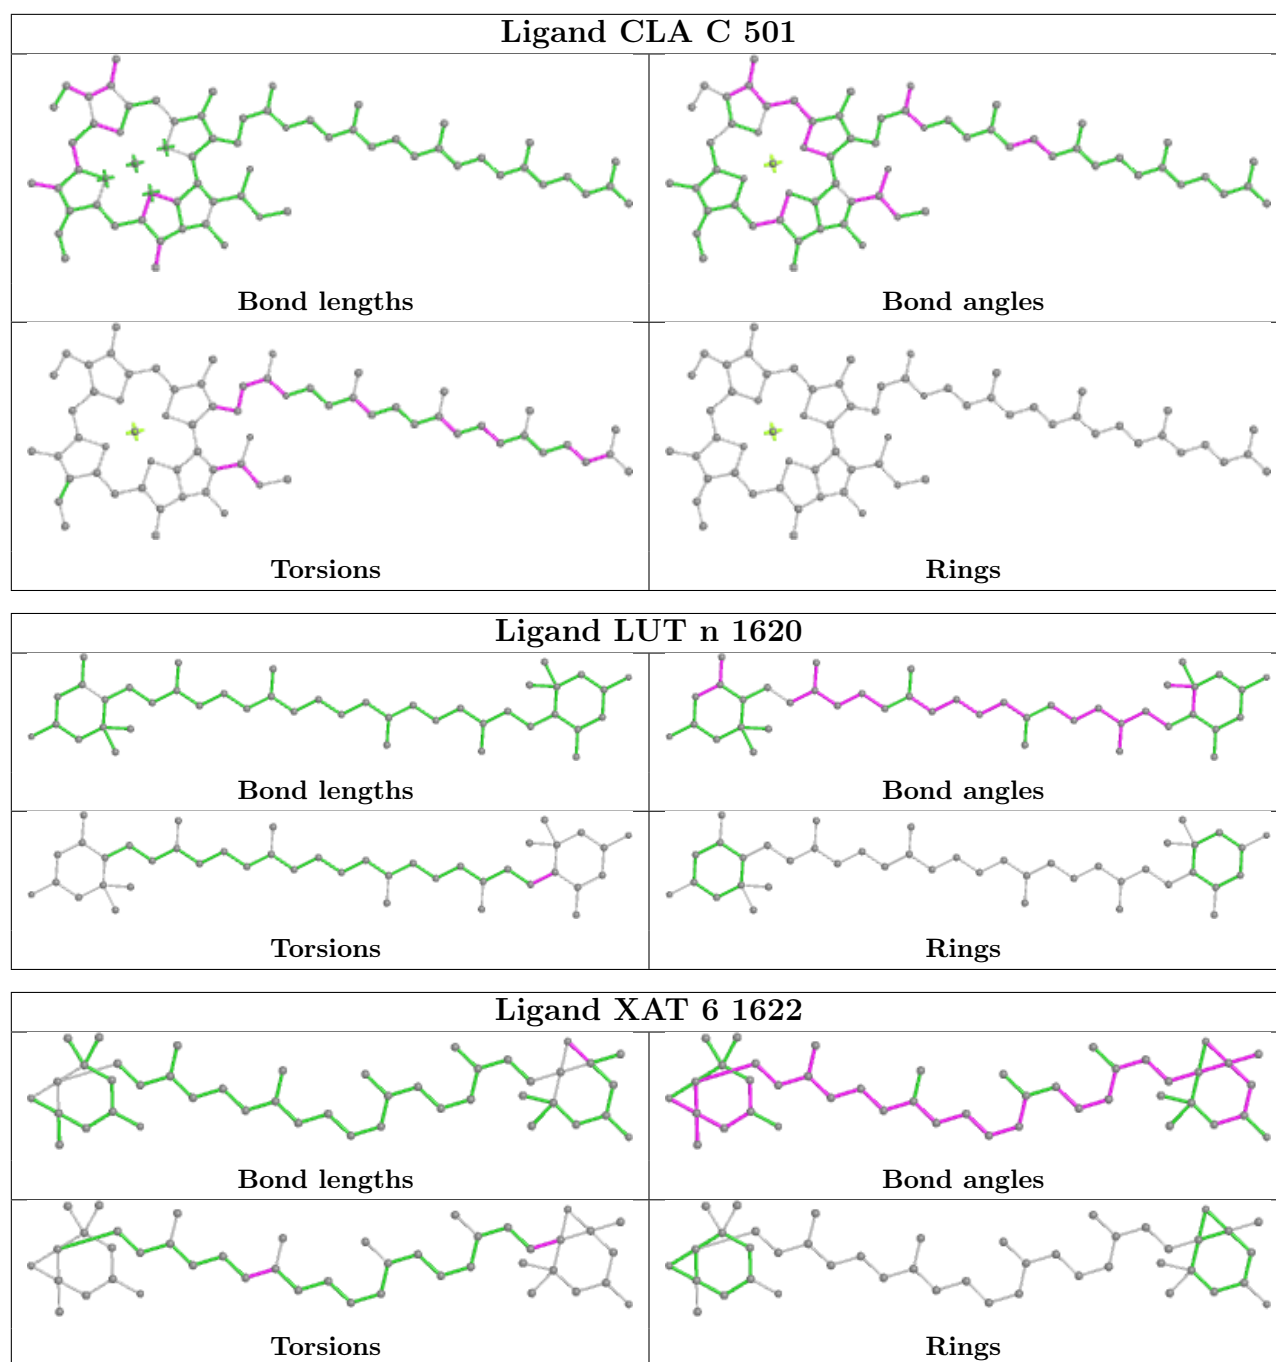 Ligand CLA C 501
Bond lengths
Bond angles
Torsions
Rings
Ligand LUT n 1620
Bond lengths
Bond angles
Torsions
Rings
Ligand XAT 6 1622
Bond lengths
Bond angles
Torsions
Rings